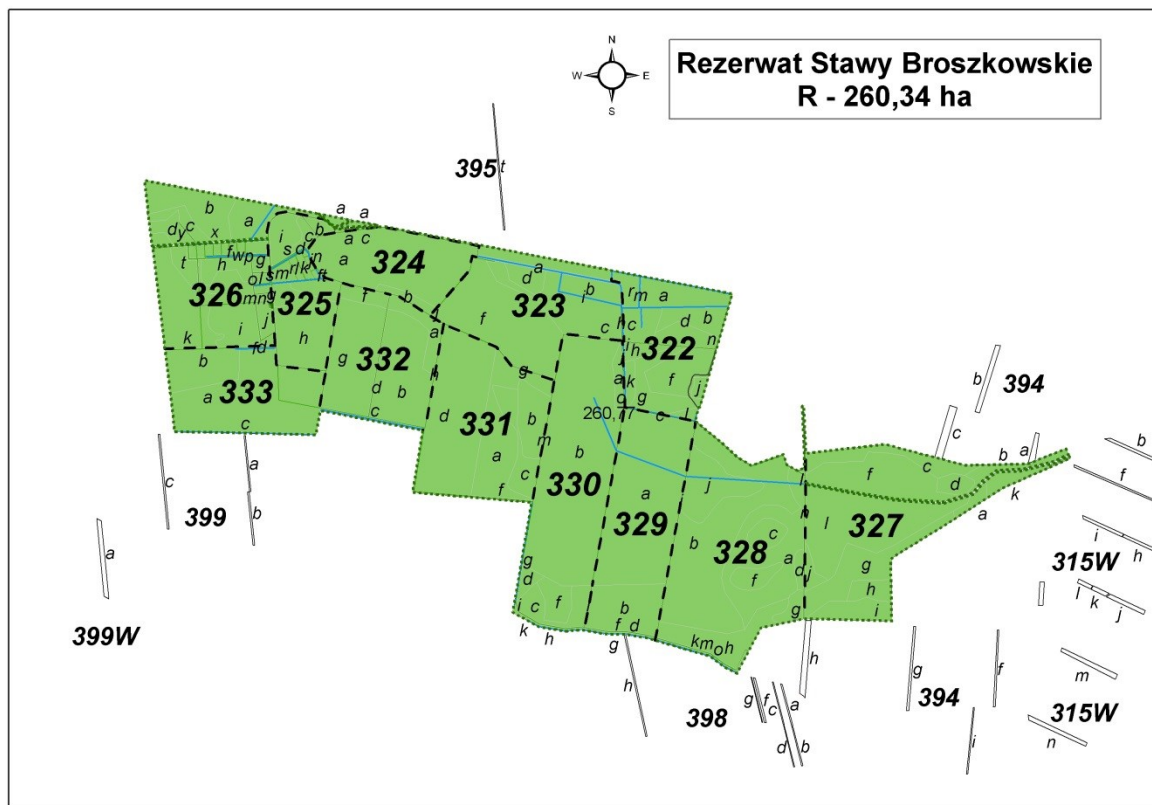 Rezerwat Stawy Broszkowskie
R - 260,34 ha
N
W E
S
395 t
a a
b
a
d y c x
i c b
a c
s d
n
a
324
f w p g
t h
s m r l k
f t
o l
m n g
326
325
j
k i
f d
h
f b
332
g
d b
c
b
a
333
c
d a
b
i
323
f
c
g
r m a
h c
d b
n
i h
322
j
a k
f
j
o g
260,77
c l
a
h
d
331
b
m
a
c
f
b
330
a
329
g
d
i c f
k h
b
f d
g
j
b
c
328
a
d j
f
g
k m o h
l
n
f
c
b a
d
k
a
l
327
g
h
i
b
394
c
b
f
i h
315W
l k j
m
315W
n
c
399
a
b
a
399W
h
398
g f
c a
d b
h
g
394
f
i